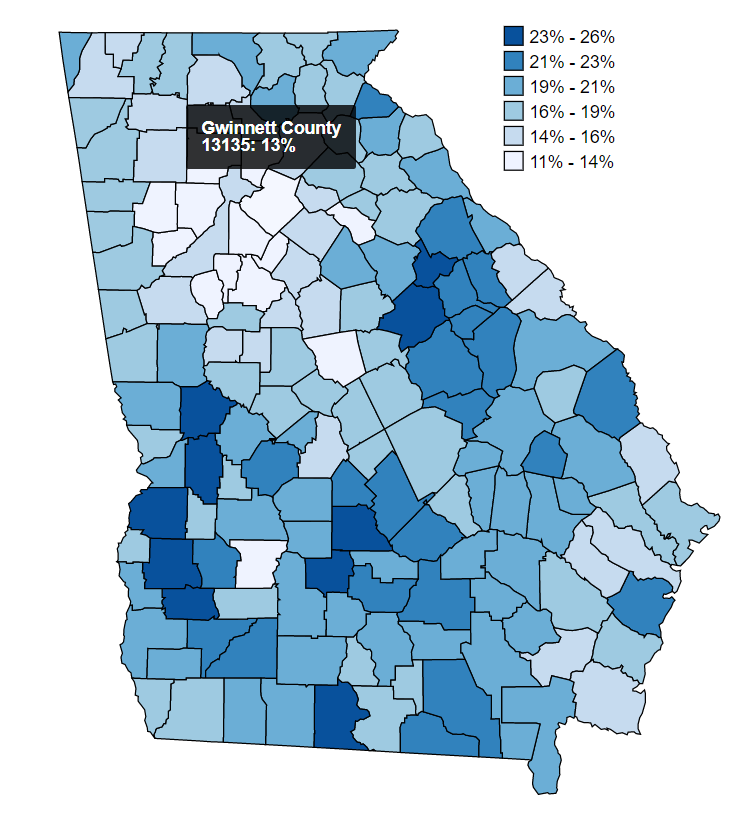 23% - 26%
21% - 23%
19% - 21%
16% - 19%
14% - 16%
11% - 14%
Gwinnett County
13135: 13%